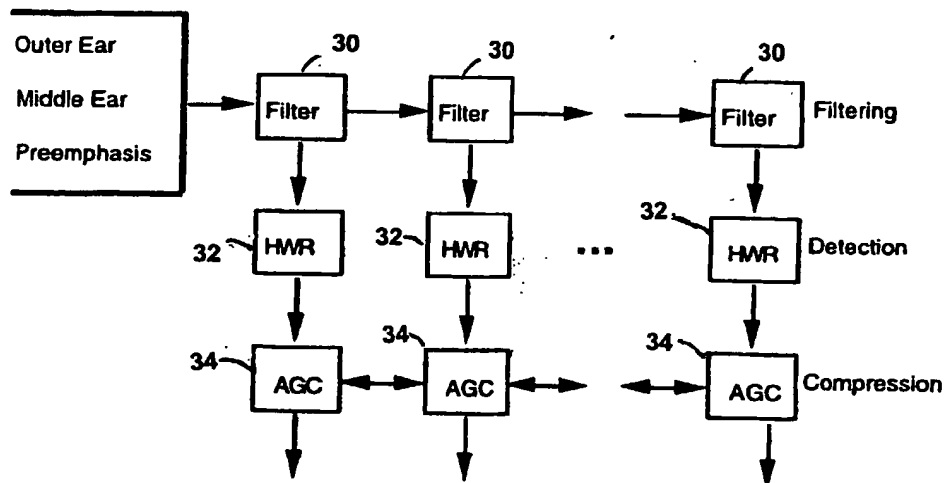 Outer Ear
Middle Ear
Preemphasis
30
30
30
Filter
Filter
Filter
Filtering
32
HWR
32
HWR
...
32
HWR
Detection
34
AGC
34
AGC
34
AGC
Compression